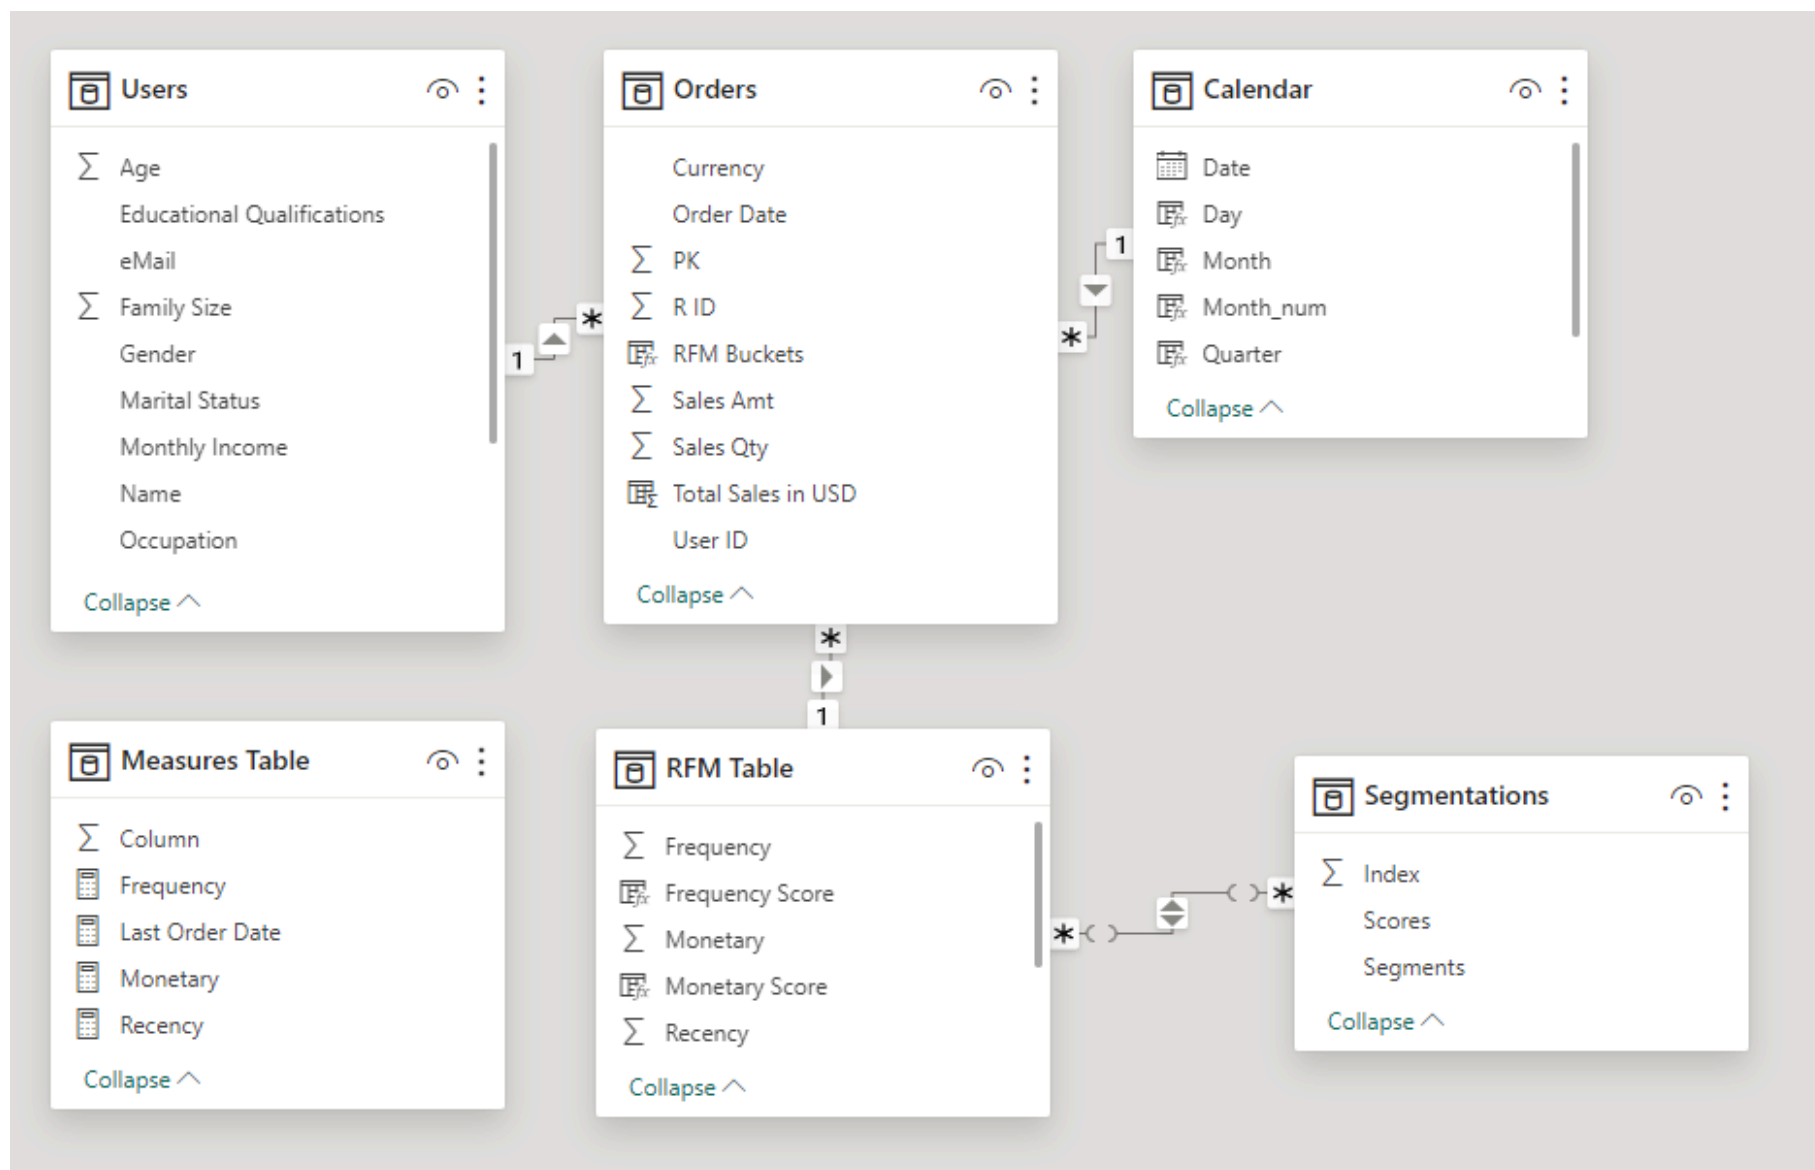 Users
Age
Educational Qualifications
eMail
Family Size
Gender
Marital Status
Monthly Income
Name
Occupation
Collapse
1
*
Orders
Currency
Order Date
PK
R ID
RFM Buckets
Sales Amt
Sales Qty
Total Sales in USD
User ID
Collapse
*
1
Calendar
Date
Day
Month
Month_num
Quarter
Collapse
*
1
Measures Table
Column
Frequency
Last Order Date
Monetary
Recency
Collapse
RFM Table
Frequency
Frequency Score
Monetary
Monetary Score
Recency
Collapse
*
*
Segmentations
Index
Scores
Segments
Collapse